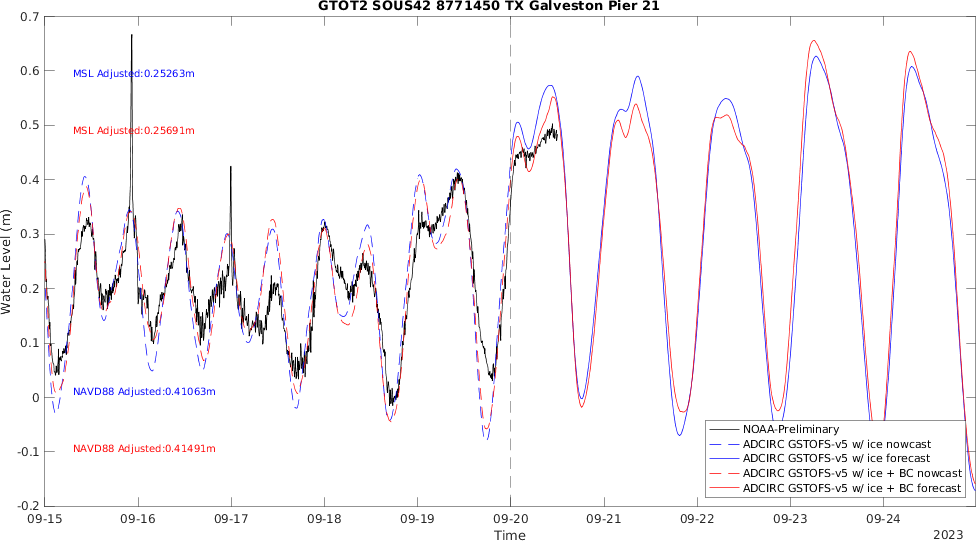 GTOT2 SOUS42 8771450 TX Galveston Pier 21
0.7
0.6
0.5
0.4
0.3
0.2
0.1
0
-0.1
-0.2
Water Level (m)
MSL Adjusted:0.25263m
MSL Adjusted:0.25691m
NAVD88 Adjusted:0.41063m
NAVD88 Adjusted:0.41491m
NOAA-Preliminary
ADCIRC GSTOFS-v5 w/ ice nowcast
ADCIRC GSTOFS-v5 w/ ice forecast
ADCIRC GSTOFS-v5 w/ ice + BC nowcast
ADCIRC GSTOFS-v5 w/ ice + BC forecast
09-15 09-16 09-17 09-18 09-19 09-20 09-21 09-22 09-23 09-24
Time
2023